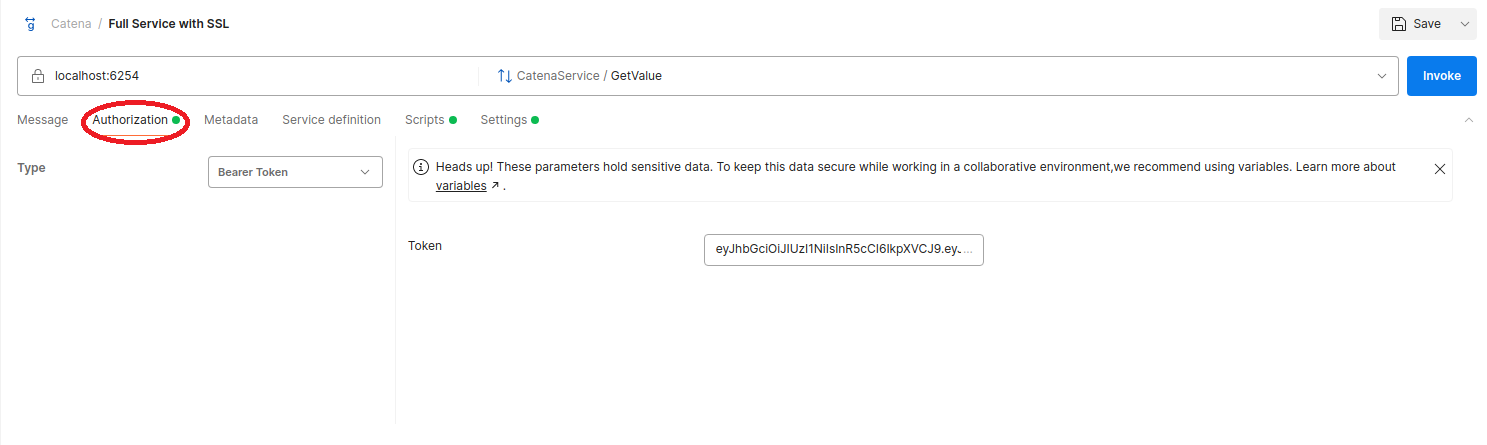 Catena / Full Service with SSL
Save
localhost:6254
CatenaService / GetValue
Invoke
Message
Authorization
Metadata
Service definition
Scripts
Settings
Type
Bearer Token
Heads up! These parameters hold sensitive data. To keep this data secure while working in a collaborative environment,we recommend using variables. Learn more about
variables ↗ .
Token
eyJhbGciOiJIUzI1NiIsInR5cCI6IkpXVCJ9.eyJ...